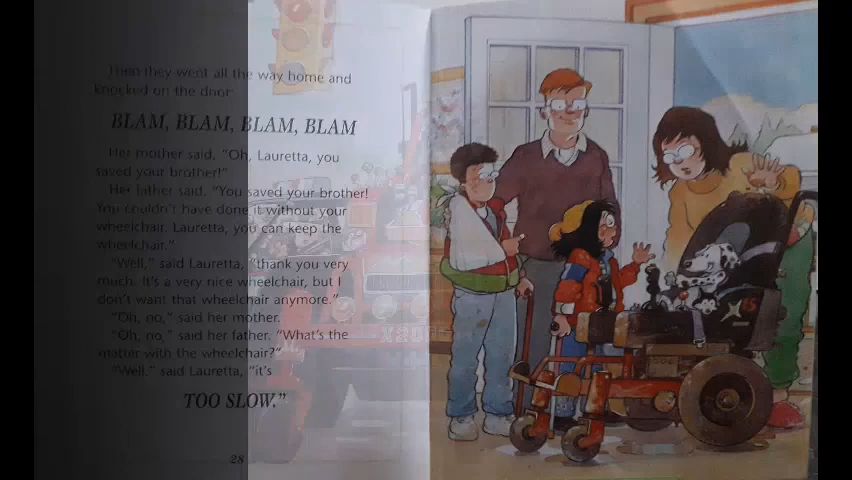 Then they went all the way home and
knocked on the door:
BLAM, BLAM, BLAM, BLAM
Her mother said, "Oh, Lauretta, you
saved your brother!"
Her father said, "You saved your brother!
You couldn't have done it without your
wheelchair. Lauretta, you can keep the
wheelchair."
"Well," said Lauretta, "thank you very
much. It's a very nice wheelchair, but I
don't want that wheelchair anymore."
"Oh, no," said her mother.
"Oh, no," said her father. "What's the
matter with the wheelchair?"
"Well," said Lauretta, "it's
TOO SLOW."
28